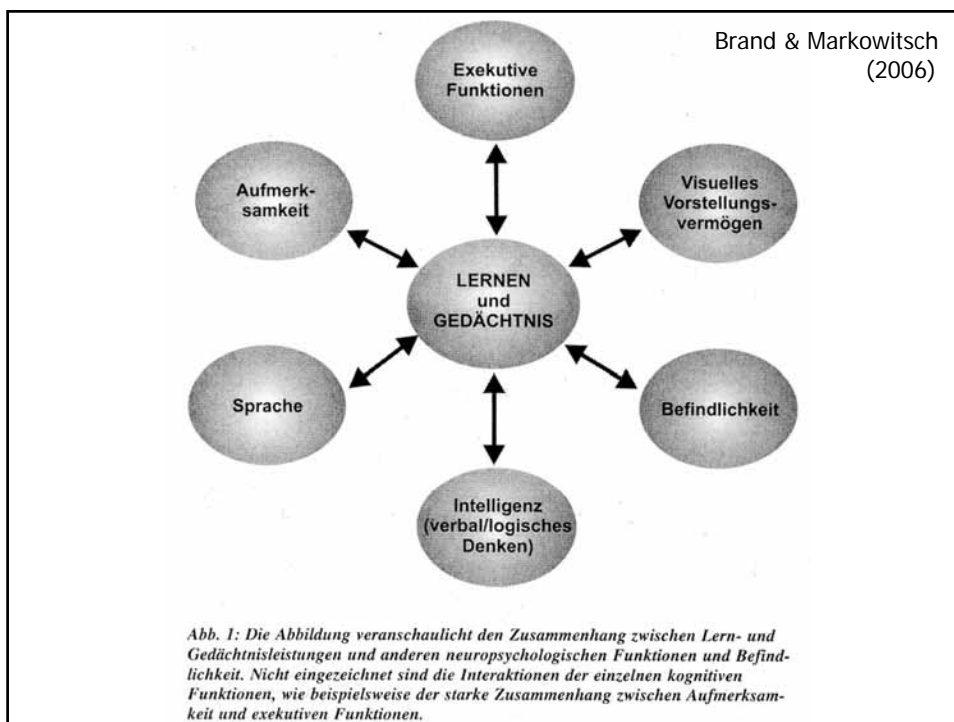 Brand & Markowitsch
(2006)
Exekutive
Funktionen
Aufmerk-
samkeit
Visuelles
Vorstellungs-
vermögen
LERNEN
und
GEDÄCHTNIS
Sprache
Befindlichkeit
Intelligenz
(verbal/logisches
Denken)
Abb. 1: Die Abbildung veranschaulicht den Zusammenhang zwischen Lern- und
Gedächtnisleistungen und anderen neuropsychologischen Funktionen und Befind-
lichkeit. Nicht eingezeichnet sind die Interaktionen der einzelnen kognitiven
Funktionen, wie beispielsweise der starke Zusammenhang zwischen Aufmerksam-
keit und exekutiven Funktionen.